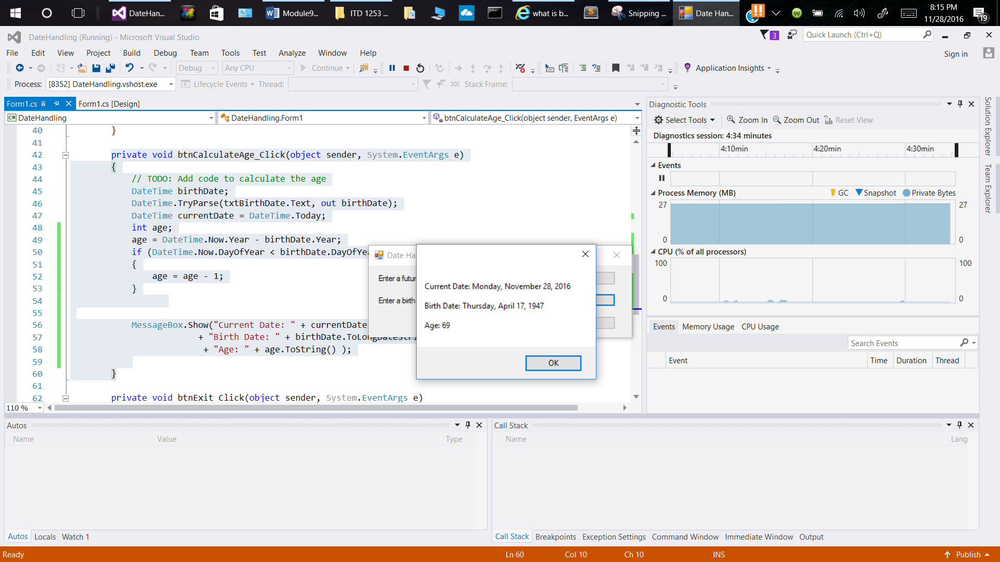 DateHan...
Module9...
ITD 1253 ...
what is b...
Snipping ...
Date Han...
8:15 PM
11/28/2016
19
DateHandling (Running) - Microsoft Visual Studio
3
Quick Launch (Ctrl+Q)
File Edit View Project Build Debug Team Tools Test Analyze Window Help
Sign in
Debug Any CPU Continue Application Insights
Process: [8352] DateHandling.vshost.exe Lifecycle Events Thread: Stack Frame:
Form1.cs Form1.cs [Design]
DateHandling DateHandling.Form1 btnCalculateAge_Click(object sender, EventArgs e)
40 }
41
42 private void btnCalculateAge_Click(object sender, System.EventArgs e)
43 {
44 // TODO: Add code to calculate the age
45 DateTime birthDate;
46 DateTime.TryParse(txtBirthDate.Text, out birthDate);
47 DateTime currentDate = DateTime.Today;
48 int age;
49 age = DateTime.Now.Year - birthDate.Year;
50 if (DateTime.Now.DayOfYear < birthDate.DayOfYea
51 {
52 age = age - 1;
53 }
54
55
56 MessageBox.Show("Current Date: " + currentDate
57 + "Birth Date: " + birthDate.ToLongDateStri
58 + "Age: " + age.ToString() );
59
60 }
61
62 private void btnExit_Click(object sender, System.EventArgs e)
110 %
Date Ha
Enter a futur
Enter a birth
Current Date: Monday, November 28, 2016
Birth Date: Thursday, April 17, 1947
Age: 69
OK
Diagnostic Tools
Select Tools Zoom In Zoom Out Reset View
Diagnostics session: 4:34 minutes
4:10min 4:20min 4:30min
Events
Process Memory (MB) GC Snapshot Private Bytes
27 27
0 0
CPU (% of all processors)
100 100
0 0
Events Memory Usage CPU Usage
Search Events
Event Time Duration Thread
Solution Explorer
Team Explorer
Autos
Name Value Type
Autos Locals Watch 1
Call Stack
Name Lang
Call Stack Breakpoints Exception Settings Command Window Immediate Window Output
Ready Ln 60 Col 10 Ch 10 INS Publish